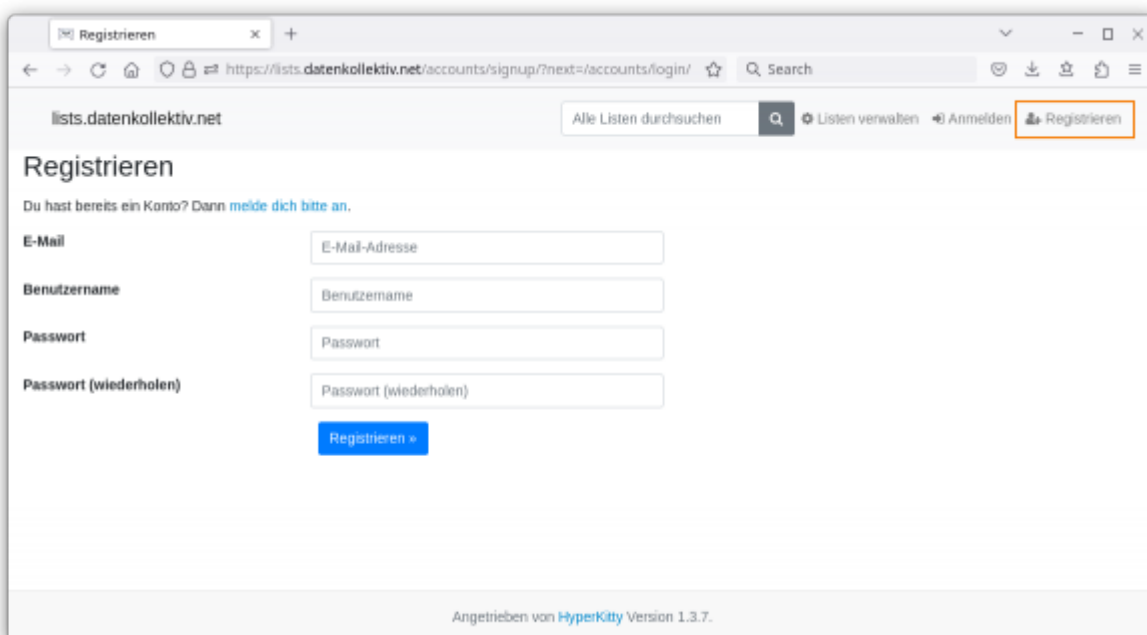 Registrieren
https://lists.datenkollektiv.net/accounts/signup/?next=/accounts/login/ Search
lists.datenkollektiv.net Alle Listen durchsuchen Listen verwalten Anmelden Registrieren
Registrieren
Du hast bereits ein Konto? Dann melde dich bitte an.
E-Mail E-Mail-Adresse
Benutzername Benutzername
Passwort Passwort
Passwort (wiederholen) Passwort (wiederholen)
Registrieren »
Angetrieben von HyperKitty Version 1.3.7.